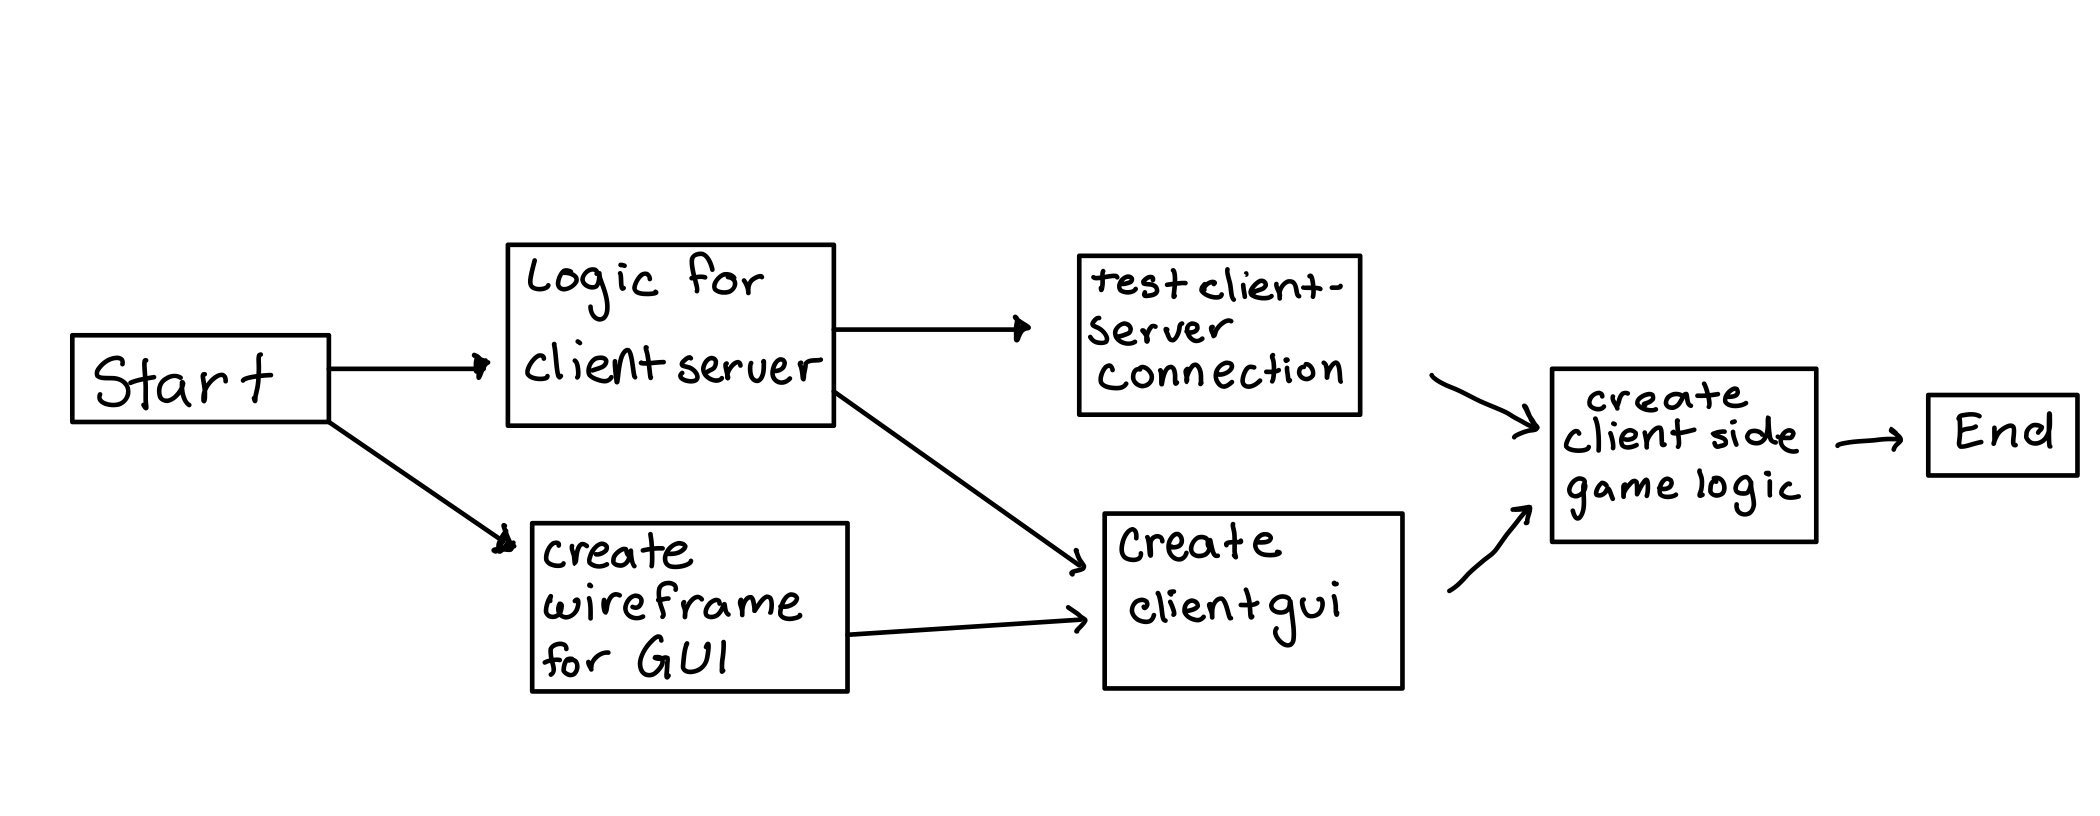 Start
Logic for
client server
create
wireframe
for GUI
test client-
server
connection
Create
client gui
create
client side
game logic
End